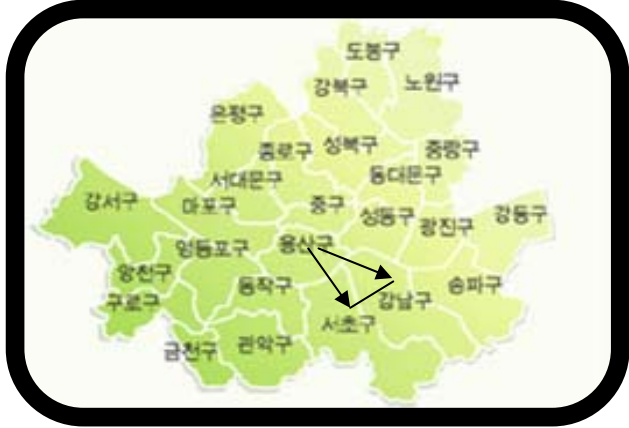 도봉구
강북구 노원구
은평구
종로구 성북구 중랑구
서대문구 동대문구
강서구 마포구 중구 성동구 광진구 강동구
영등포구 용산구
양천구 동작구 송파구
구로구 강남구
서초구
금천구 관악구